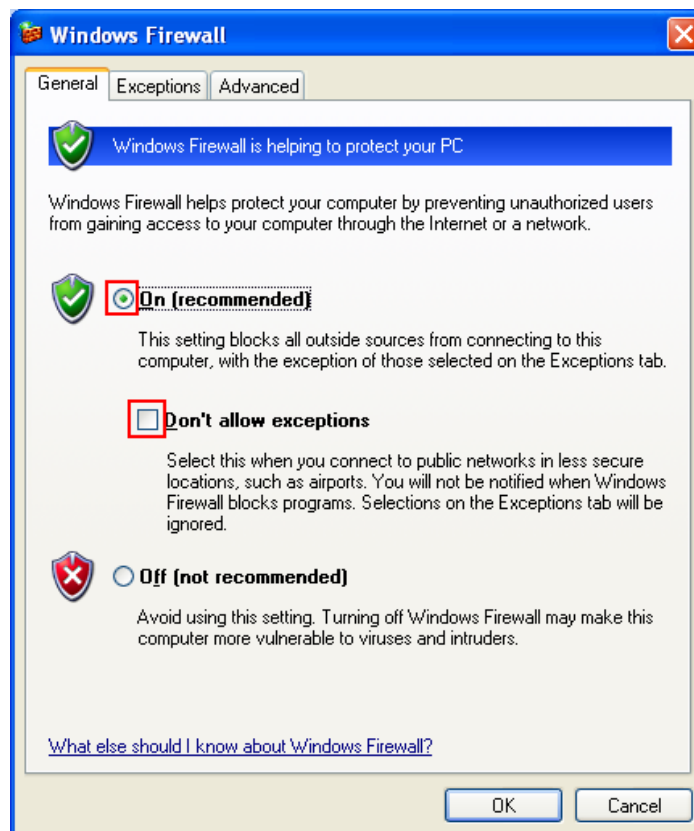 Windows Firewall
General Exceptions Advanced
Windows Firewall is helping to protect your PC
Windows Firewall helps protect your computer by preventing unauthorized users
from gaining access to your computer through the Internet or a network.
On (recommended)
This setting blocks all outside sources from connecting to this
computer, with the exception of those selected on the Exceptions tab.
Don't allow exceptions
Select this when you connect to public networks in less secure
locations, such as airports. You will not be notified when Windows
Firewall blocks programs. Selections on the Exceptions tab will be
ignored.
Off (not recommended)
Avoid using this setting. Turning off Windows Firewall may make this
computer more vulnerable to viruses and intruders.
What else should I know about Windows Firewall?
OK Cancel